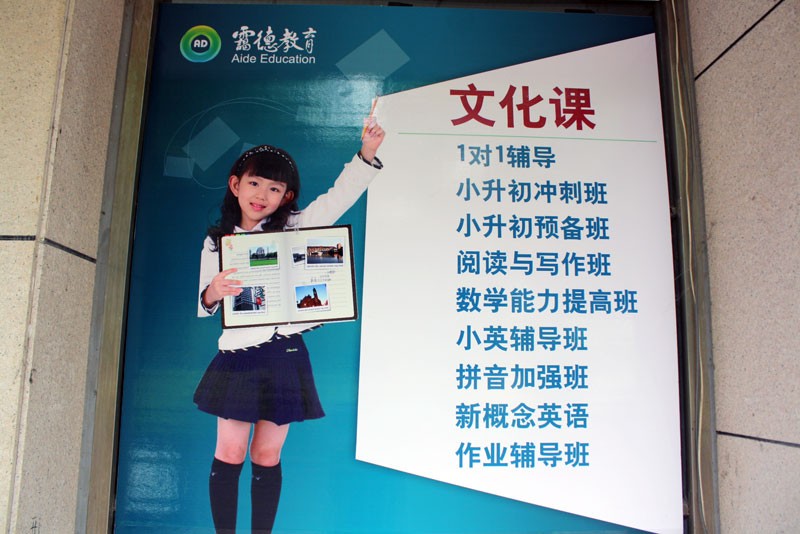 AD
霭德教育
Aide Education
文化课
1对1辅导
小升初冲刺班
小升初预备班
阅读与写作班
数学能力提高班
小英辅导班
拼音加强班
新概念英语
作业辅导班